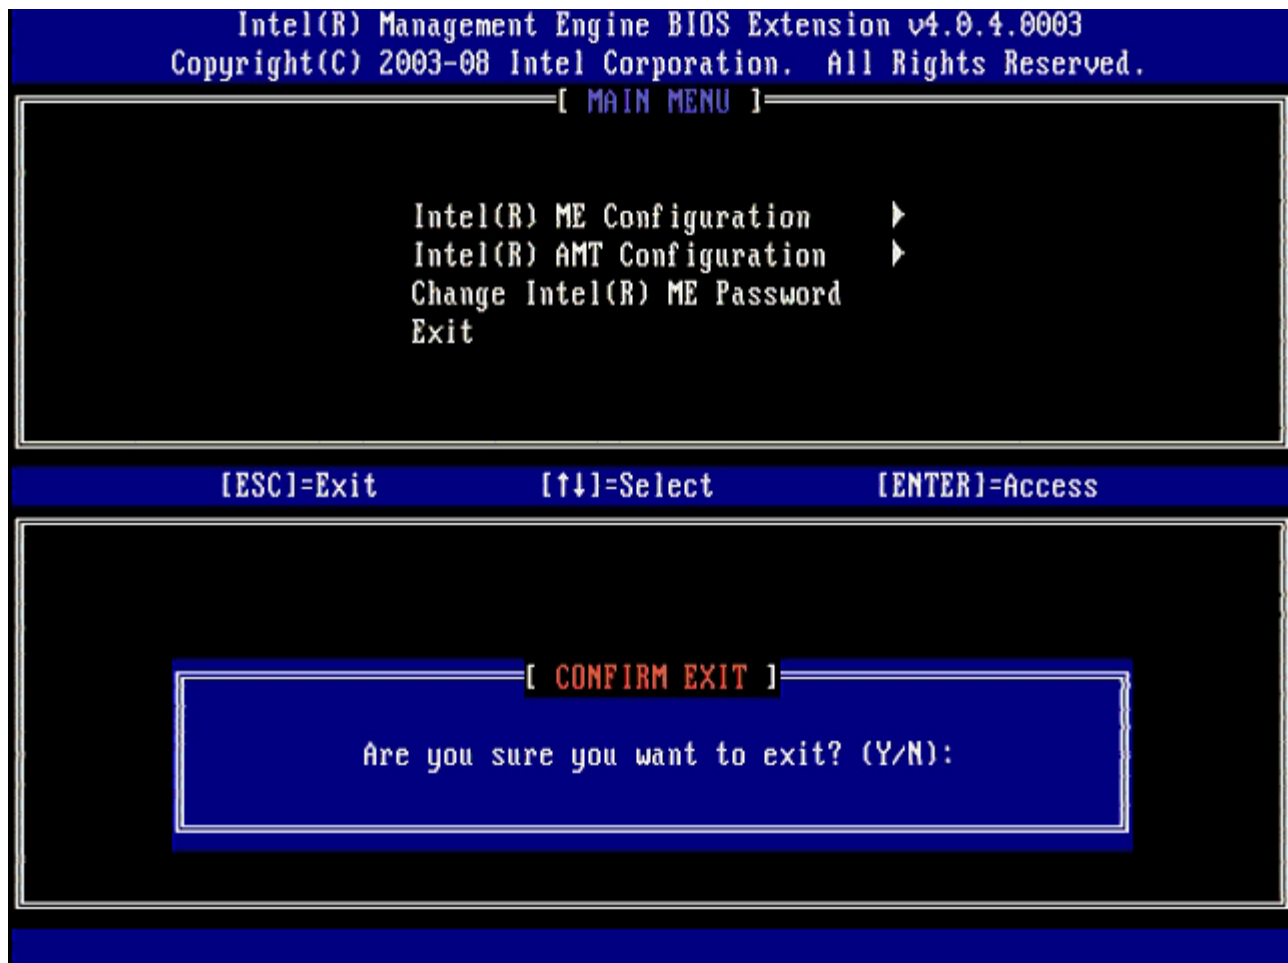 Intel(R) Management Engine BIOS Extension v4.0.4.0003
Copyright(C) 2003-08 Intel Corporation. All Rights Reserved.
[ MAIN MENU ]
Intel(R) ME Configuration ►
Intel(R) AMT Configuration ►
Change Intel(R) ME Password
Exit
[ESC]=Exit [↑↓]=Select [ENTER]=Access
[ CONFIRM EXIT ]
Are you sure you want to exit? (Y/N):